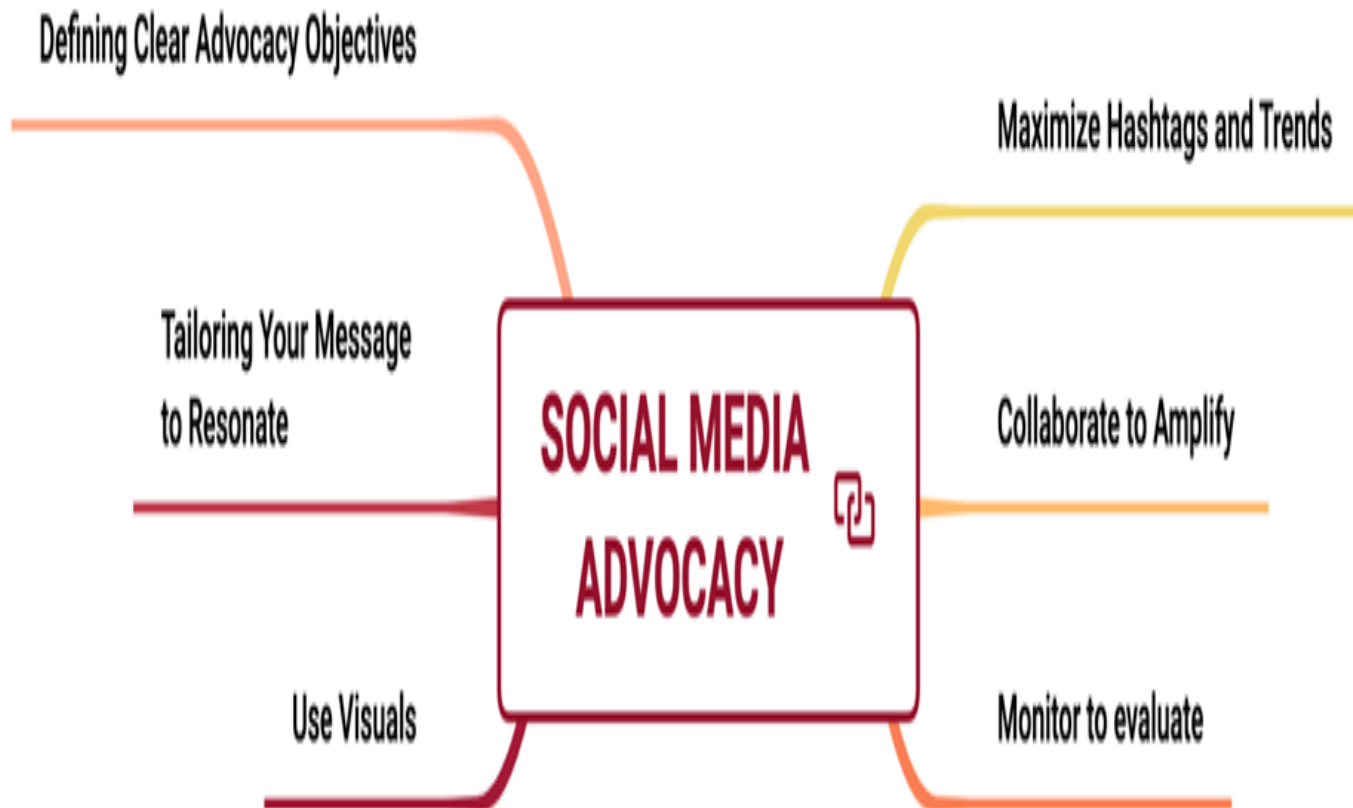 Defining Clear Advocacy Objectives
Tailoring Your Message
to Resonate
Use Visuals
SOCIAL MEDIA
ADVOCACY
Maximize Hashtags and Trends
Collaborate to Amplify
Monitor to evaluate